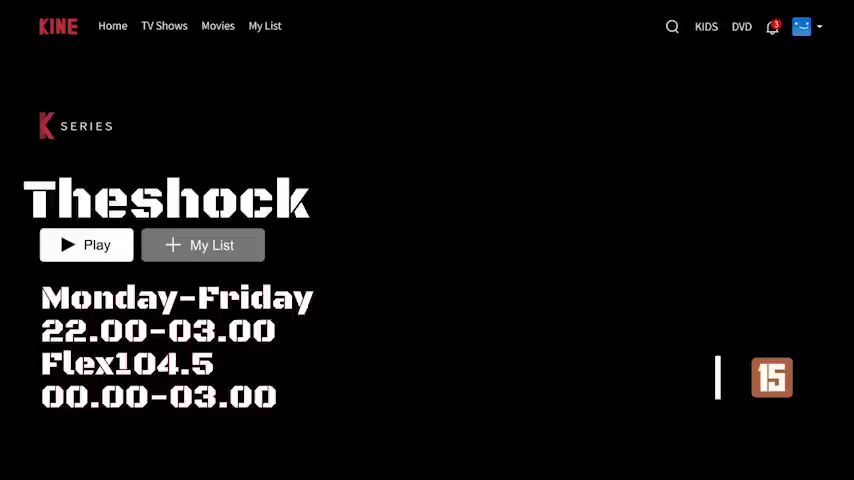 KINE Home TV Shows Movies My List KIDS DVD 3
K SERIES
Theshock
Play My List
Monday-Friday
22.00-03.00
Flex104.5
00.00-03.00
15